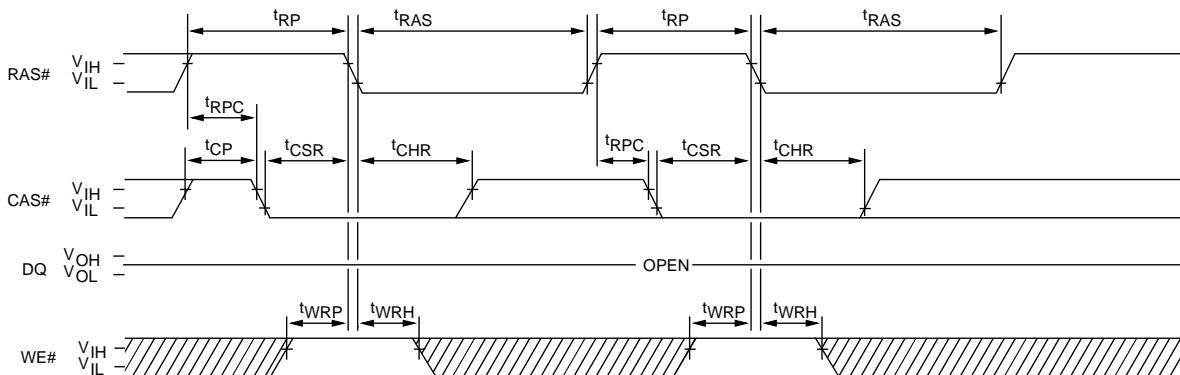 tRP tRAS tRP tRAS
RAS# VIH
VIL
tRPC
tCP tCSR tCHR tRPC tCSR tCHR
CAS# VIH
VIL
DQ VOH
VOL
OPEN
tWRP tWRH tWRP tWRH
WE# VIH
VIL